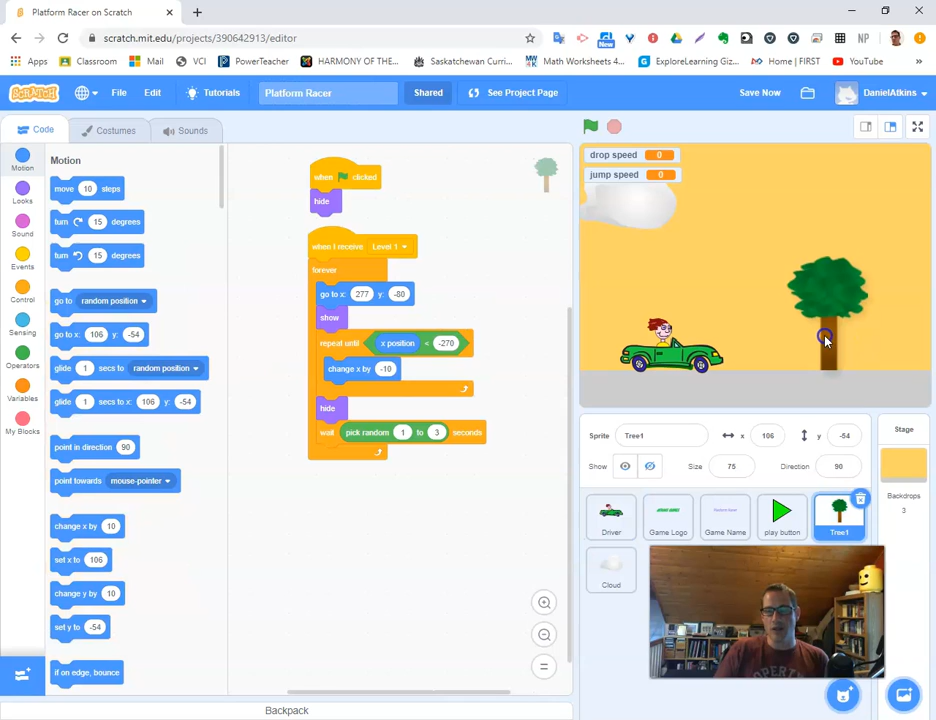 Platform Racer on Scratch
scratch.mit.edu/projects/390642913/editor
New
NP
Apps Classroom Mail VCI PowerTeacher HARMONY OF THE... Saskatchewan Curri... Math Worksheets 4... ExploreLearning Giz... Home | FIRST YouTube
SCRATCH File Edit Tutorials Platform Racer Shared See Project Page Save Now DanielAtkins
Code Costumes Sounds
Motion
Looks
Sound
Events
Control
Sensing
Operators
Variables
My Blocks
Motion
move 10 steps
turn 15 degrees
turn 15 degrees
go to random position
go to x: 106 y: -54
glide 1 secs to random position
glide 1 secs to x: 106 y: -54
point in direction 90
point towards mouse-pointer
change x by 10
set x to 106
change y by 10
set y to -54
if on edge, bounce
when clicked
hide
when I receive Level 1
forever
go to x: 277 y: -80
show
repeat until x position < -270
change x by -10
hide
wait pick random 1 to 3 seconds
drop speed 0
jump speed 0
Sprite Tree1 x 106 y -54
Show Size 75 Direction 90
Driver Game Logo Game Name play button Tree1
Cloud
Stage
Backdrops
3
Backpack